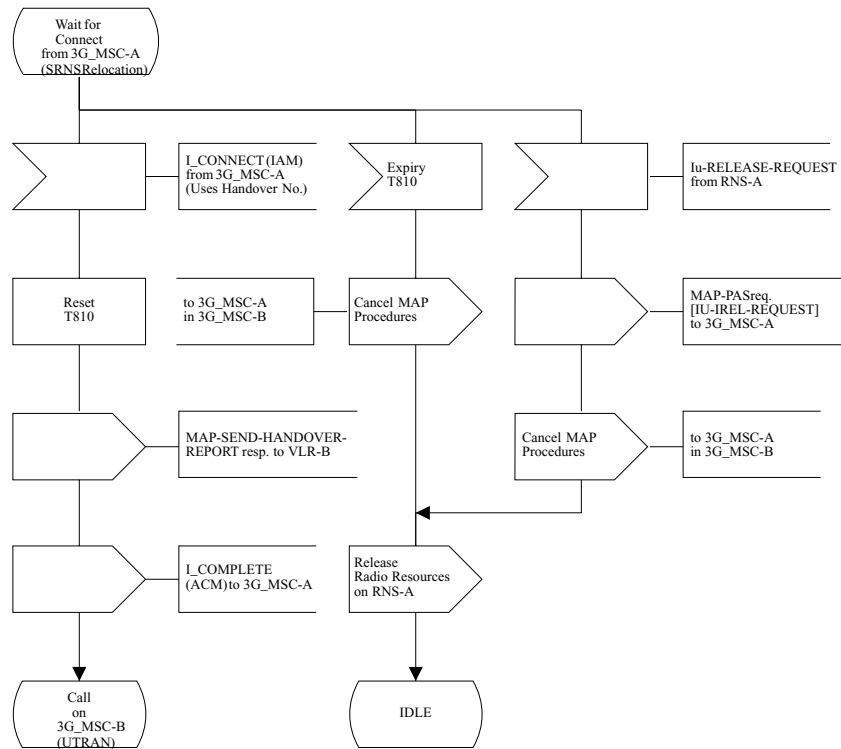 Wait for
Connect
from 3G_MSC-A
(SRNSRelocation)
I_CONNECT (IAM)
from 3G_MSC-A
(Uses Handover No.)
Expiry
T810
Iu-RELEASE-REQUEST
from RNS-A
Reset
T810
to 3G_MSC-A
in 3G_MSC-B
Cancel MAP
Procedures
MAP-PASreq.
[IU-IREL-REQUEST]
to 3G_MSC-A
MAP-SEND-HANDOVER-
REPORT resp. to VLR-B
Cancel MAP
Procedures
to 3G_MSC-A
in 3G_MSC-B
I_COMPLETE
(ACM) to 3G_MSC-A
Release
Radio Resources
on RNS-A
Call
on
3G_MSC-B
(UTRAN)
IDLE